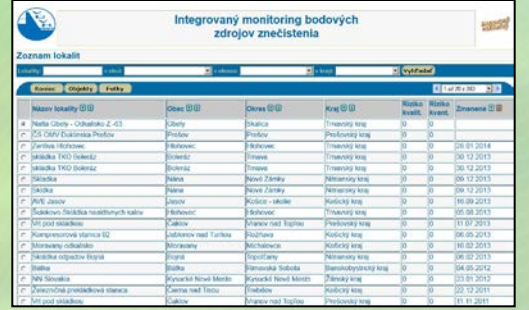 Integrovaný monitoring bodových
zdrojov znečistenia
Zoznam lokalít
Lokality v obci v okrese v kraji Vyhľadať
Koniec Objekty Fotky 1 až 20 z 393
Názov lokality Obec Okres Kraj Riziko kvalit. Riziko kvant. Zmenené
Nafta Gbely - Odkalisko Z -03 Gbely Skalica Trnavský kraj 0 0
ČS OMV Duklinska Prešov Prešov Prešov Prešovský kraj 0 0
Zentiva Hlohovec Hlohovec Hlohovec Trnavský kraj 0 0 28.01.2014
skládka TKO Boleráz Boleráz Trnava Trnavský kraj 0 0 30.12.2013
skládka TKO Boleráz Boleráz Trnava Trnavský kraj 0 0 30.12.2013
Skládka Nána Nové Zámky Nitriansky kraj 0 0 09.12.2013
Skládka Nána Nové Zámky Nitriansky kraj 0 0 09.12.2013
AVE Jasov Jasov Košice - okolie Košický kraj 0 0 16.09.2013
Šulekovo Skládka Hlohovec Hlohovec Trnavský kraj 0 0 05.08.2013
Vrt pod skládkou Čaklov Vranov nad Topľou Prešovský kraj 0 0 11.07.2013
Kompresorová stanica 02 Jablonov nad Turňou Rožňava Košický kraj 0 0 06.05.2013
Moravany odkalisko Moravany Michalovce Košický kraj 0 0 16.02.2013
Skládka odpadov Bojná Bojná Topoľčany Nitriansky kraj 0 0 06.02.2013
Bátka Bátka Rimavská Sobota Banskobystrický kraj 0 0 04.05.2012
NN Slovakia Kysucké Nové Mesto Kysucké Nové Mesto Žilinský kraj 0 0 23.01.2012
Železničná prekládková stanica Čierna nad Tisou Trebišov Košický kraj 0 0 22.12.2011
Vrt pod skládkou Čaklov Vranov nad Topľou Prešovský kraj 0 0 11.11.2011